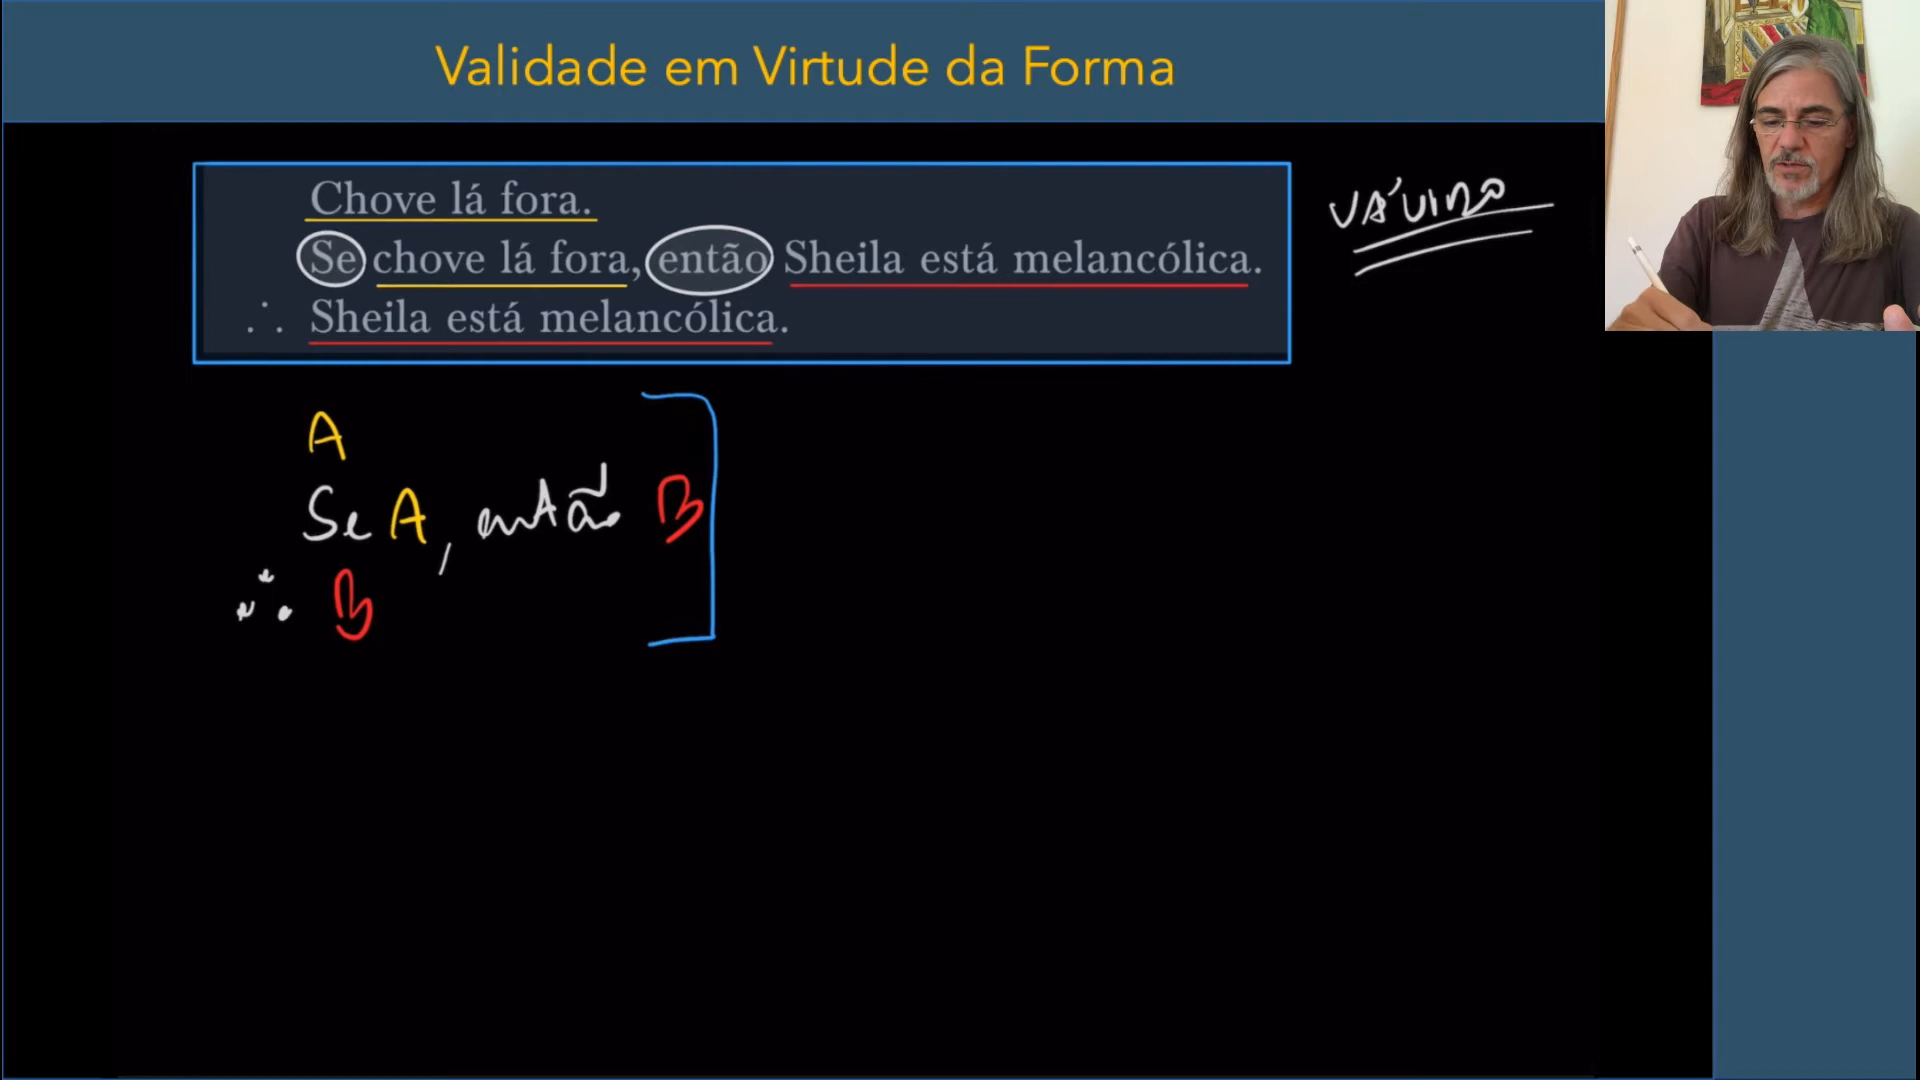 Validade em Virtude da Forma
Chove lá fora.
VÁLIDO
Se chove lá fora, então Sheila está melancólica.
∴ Sheila está melancólica.
A
Se A, então B
∴ B